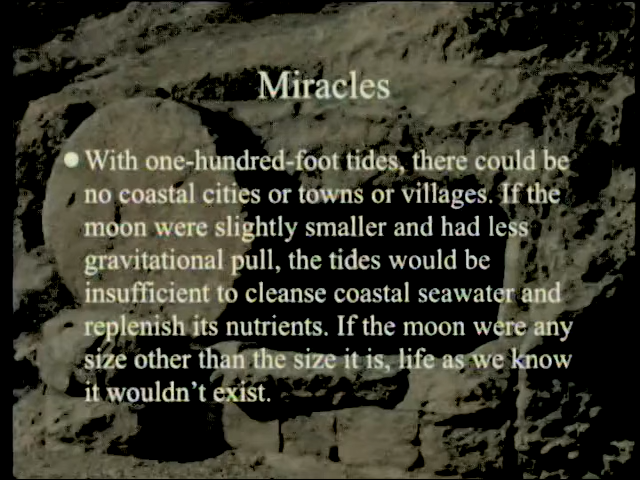 Miracles
With one-hundred-foot tides, there could be
no coastal cities or towns or villages. If the
moon were slightly smaller and had less
gravitational pull, the tides would be
insufficient to cleanse coastal seawater and
replenish its nutrients. If the moon were any
size other than the size it is, life as we know
it wouldn't exist.